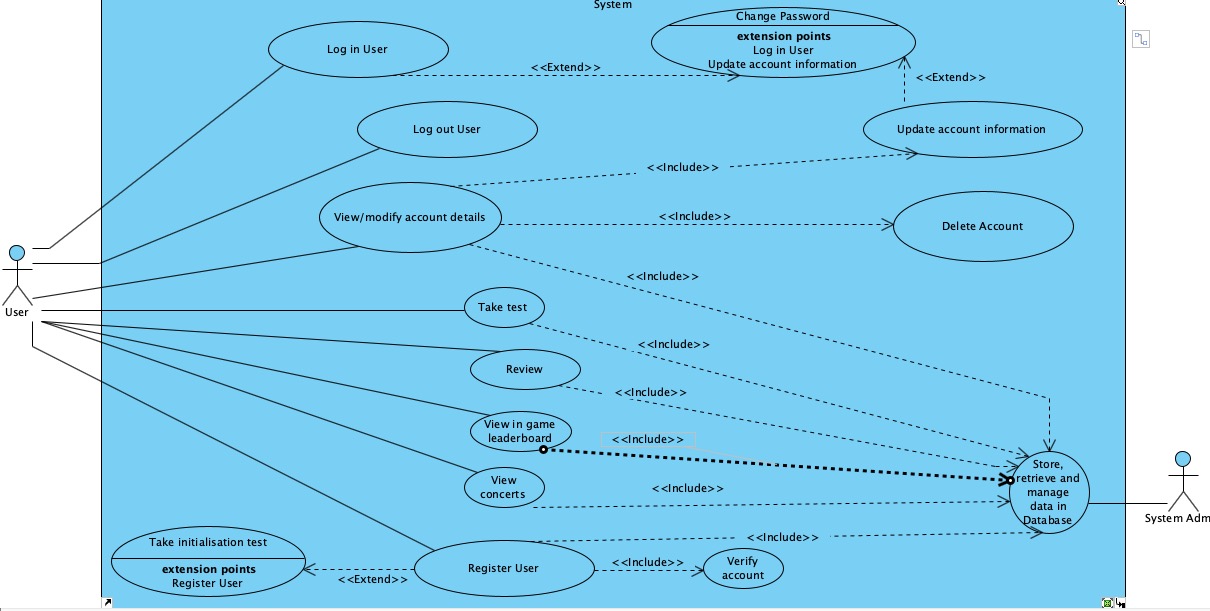 System
Change Password
extension points
Log in User
Update account information
Log in User
<<Extend>>
<<Extend>>
Log out User
Update account information
<<Include>>
View/modify account details
<<Include>>
Delete Account
<<Include>>
User
Take test
<<Include>>
Review
<<Include>>
View in game
leaderboard
<<Include>>
View
concerts
<<Include>>
Store,
retrieve and
manage
data in
Database
System Adm
Take initialisation test
extension points
Register User
<<Extend>>
Register User
<<Include>>
<<Include>>
Verify
account